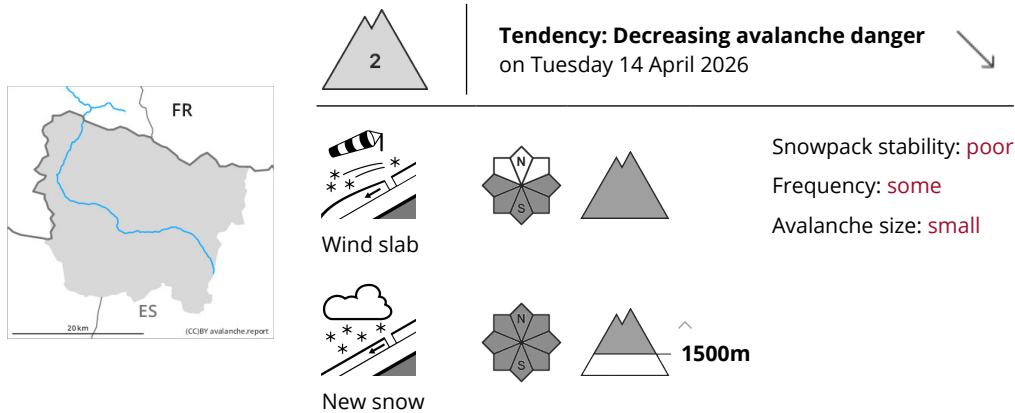 2
Tendency: Decreasing avalanche danger
on Tuesday 14 April 2026
FR
ES
20 km
(CC)BY avalanche.report
N
S
Wind slab
Snowpack stability: poor
Frequency: some
Avalanche size: small
N
S
1500m
New snow